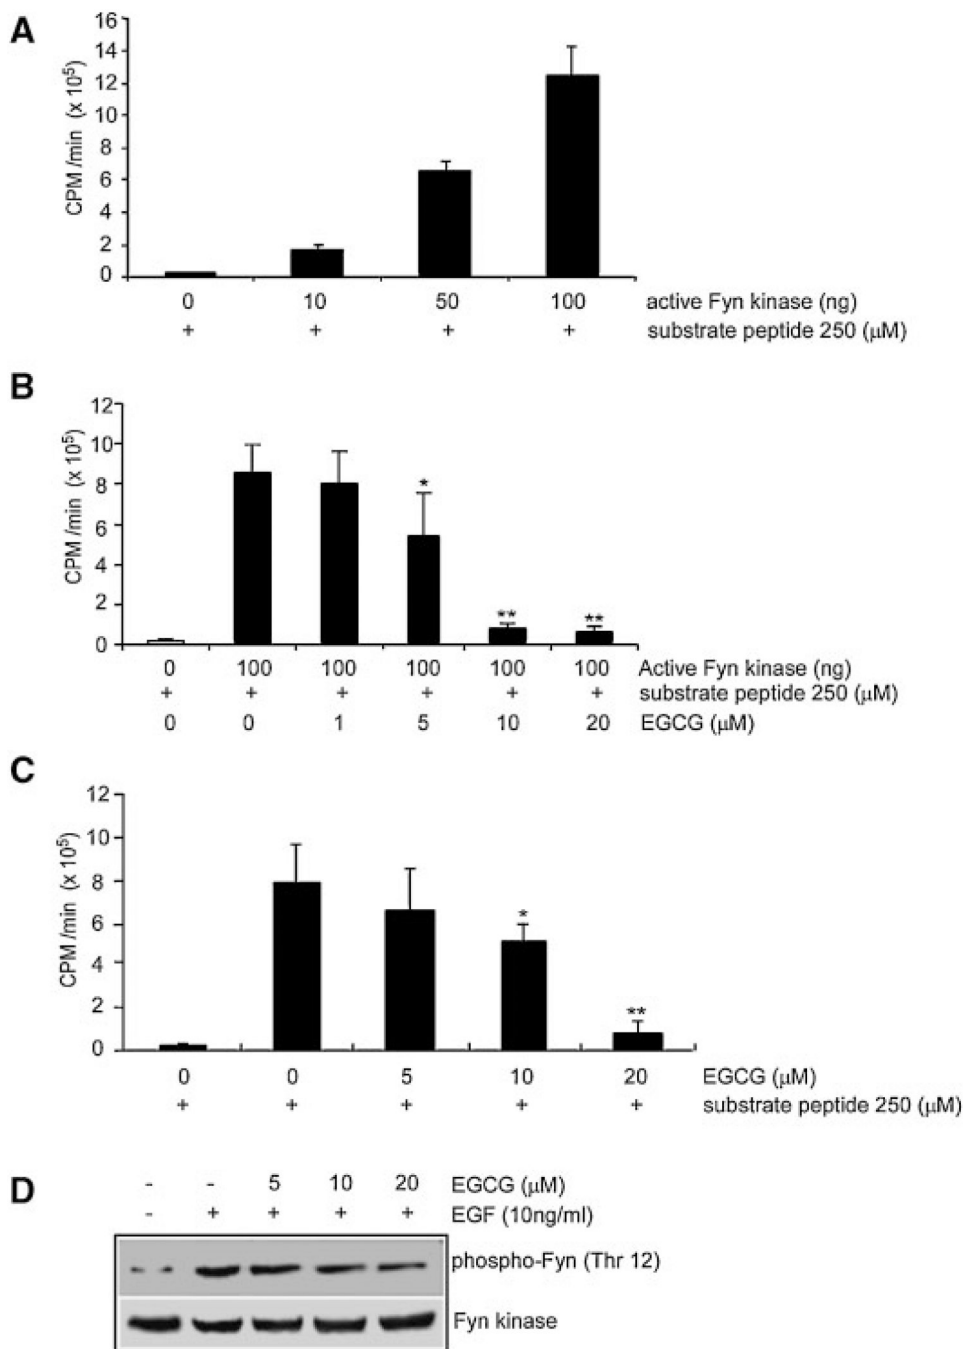 A
CPM /min (x 10⁵)
16
14
12
10
8
6
4
2
0
0 10 50 100 active Fyn kinase (ng)
+ + + + substrate peptide 250 (μM)
B
CPM /min (x 10⁵)
12
10
8
6
4
2
0
*
**
**
0 100 100 100 100 100 Active Fyn kinase (ng)
+ + + + + + substrate peptide 250 (μM)
0 0 1 5 10 20 EGCG (μM)
C
CPM /min (x 10⁵)
12
10
8
6
4
2
0
*
**
0 0 5 10 20 EGCG (μM)
+ + + + + substrate peptide 250 (μM)
D
- - 5 10 20 EGCG (μM)
- + + + + EGF (10ng/ml)
phospho-Fyn (Thr 12)
Fyn kinase